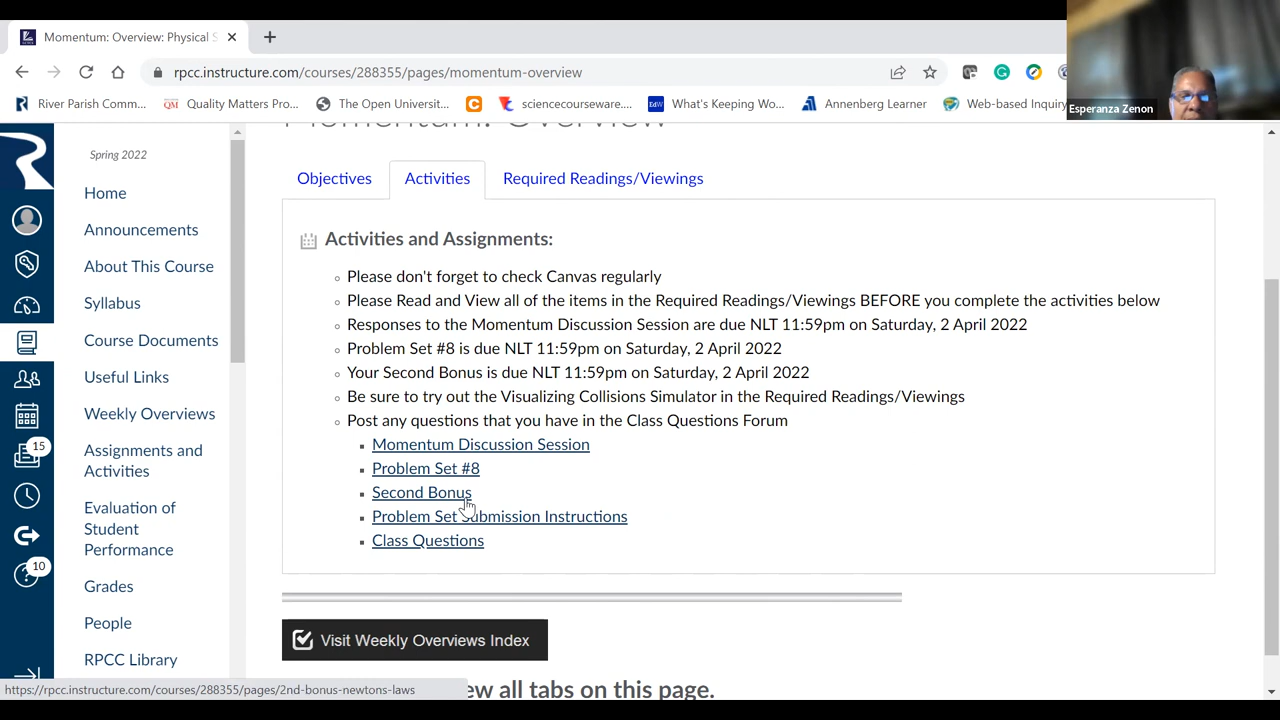 Momentum: Overview: Physical S
rpcc.instructure.com/courses/288355/pages/momentum-overview
River Parish Comm...
Quality Matters Pro...
The Open Universit...
sciencecourseware....
What's Keeping Wo...
Annenberg Learner
Web-based Inquiry
Esperanza Zenon
Momentum: Overview
Spring 2022
Home
Announcements
About This Course
Syllabus
Course Documents
Useful Links
Weekly Overviews
Assignments and
Activities
Evaluation of
Student
Performance
Grades
People
RPCC Library
15
10
Objectives
Activities
Required Readings/Viewings
Activities and Assignments:
Please don't forget to check Canvas regularly
Please Read and View all of the items in the Required Readings/Viewings BEFORE you complete the activities below
Responses to the Momentum Discussion Session are due NLT 11:59pm on Saturday, 2 April 2022
Problem Set #8 is due NLT 11:59pm on Saturday, 2 April 2022
Your Second Bonus is due NLT 11:59pm on Saturday, 2 April 2022
Be sure to try out the Visualizing Collisions Simulator in the Required Readings/Viewings
Post any questions that you have in the Class Questions Forum
Momentum Discussion Session
Problem Set #8
Second Bonus
Problem Set Submission Instructions
Class Questions
Visit Weekly Overviews Index
ew all tabs on this page.
https://rpcc.instructure.com/courses/288355/pages/2nd-bonus-newtons-laws